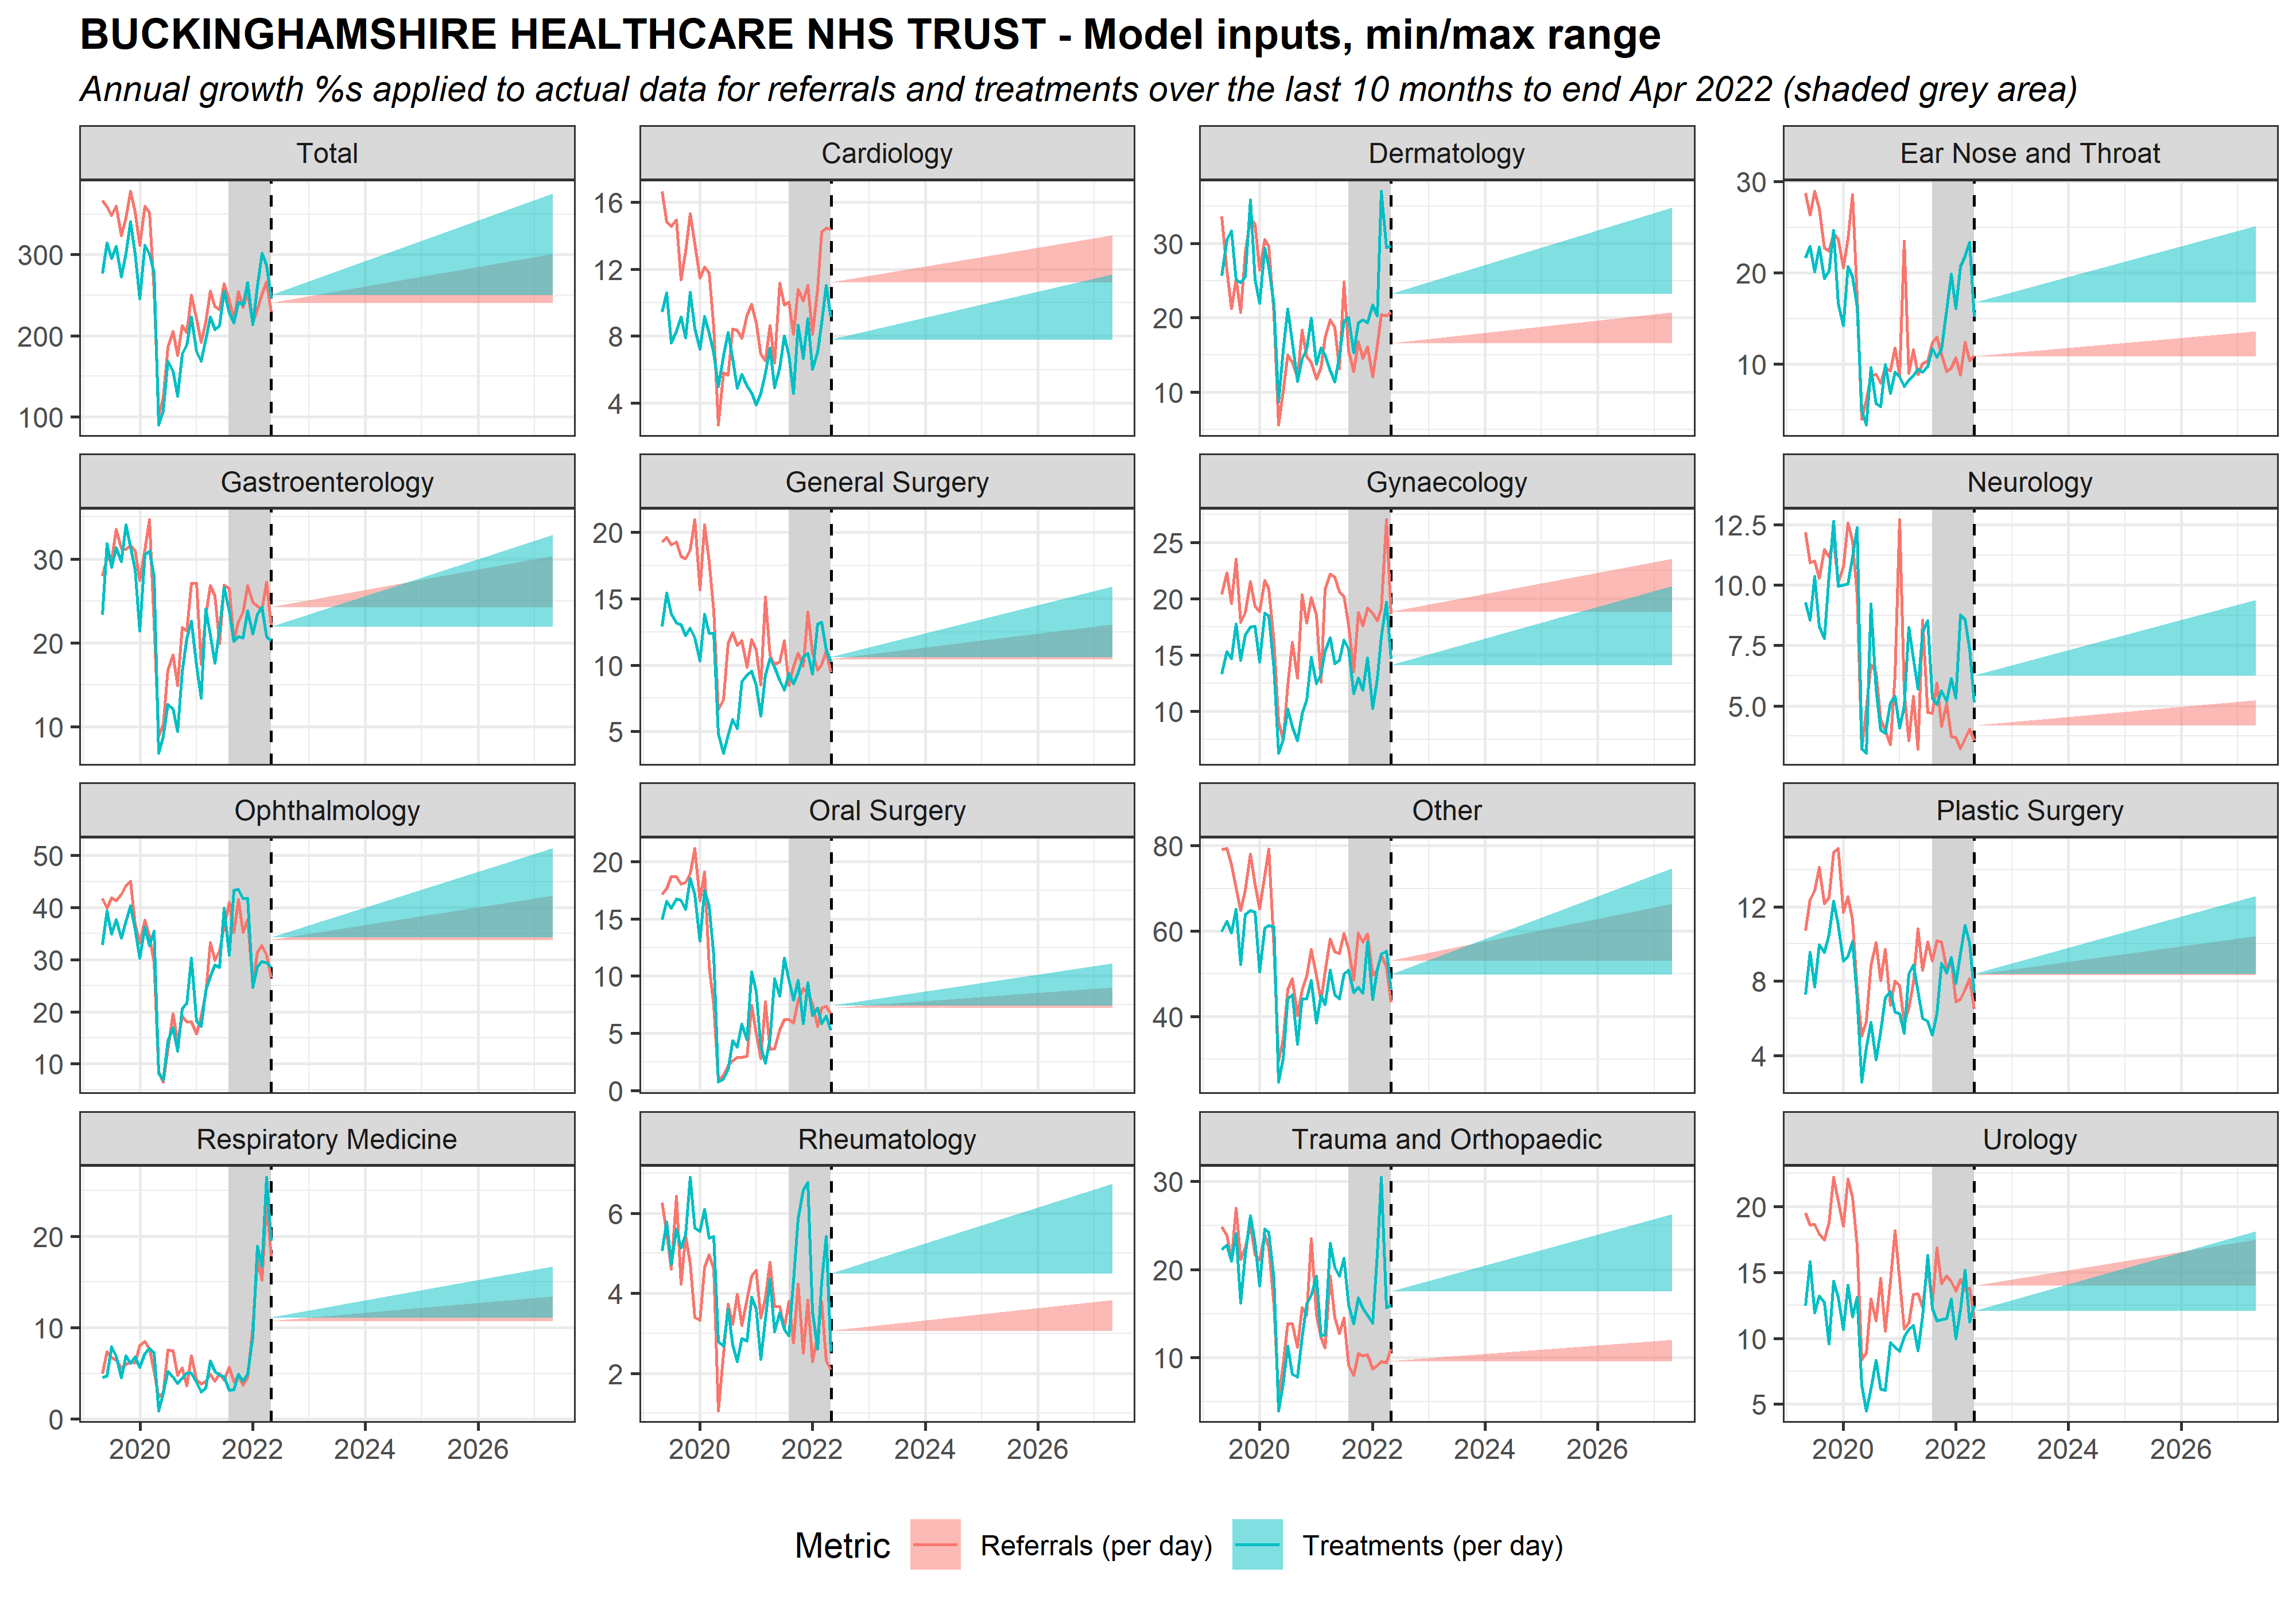 BUCKINGHAMSHIRE HEALTHCARE NHS TRUST - Model inputs, min/max range
Annual growth %s applied to actual data for referrals and treatments over the last 10 months to end Apr 2022 (shaded grey area)
Total
300
200
100
Cardiology
16
12
8
4
Dermatology
30
20
10
Ear Nose and Throat
30
20
10
Gastroenterology
30
20
10
General Surgery
20
15
10
5
Gynaecology
25
20
15
10
Neurology
12.5
10.0
7.5
5.0
Ophthalmology
50
40
30
20
10
Oral Surgery
20
15
10
5
0
Other
80
60
40
Plastic Surgery
12
8
4
Respiratory Medicine
20
10
0
2020 2022 2024 2026
Rheumatology
6
4
2
2020 2022 2024 2026
Trauma and Orthopaedic
30
20
10
2020 2022 2024 2026
Urology
20
15
10
5
2020 2022 2024 2026
Metric Referrals (per day) Treatments (per day)